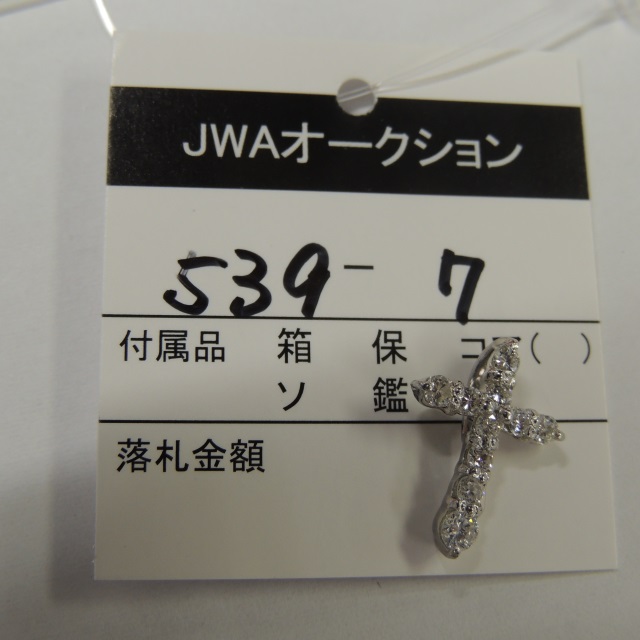 JWAオークション
539-7
付属品 箱 保 コ ( )
ソ 鑑
落札金額